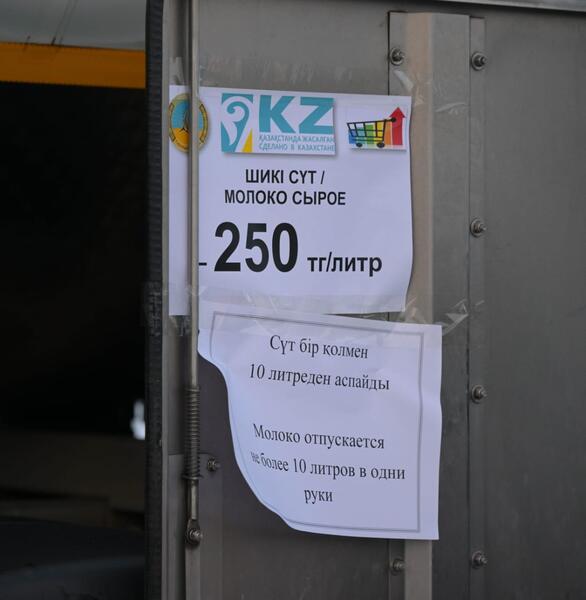 KZ
ҚАЗАҚСТАНДА ЖАСАЛҒАН
СДЕЛАНО В КАЗАХСТАНЕ
ШИКІ СҮТ /
МОЛОКО СЫРОЕ
- 250 тг/литр
Сүт бір қолмен
10 литреден аспайды
Молоко отпускается
не более 10 литров в одни
руки